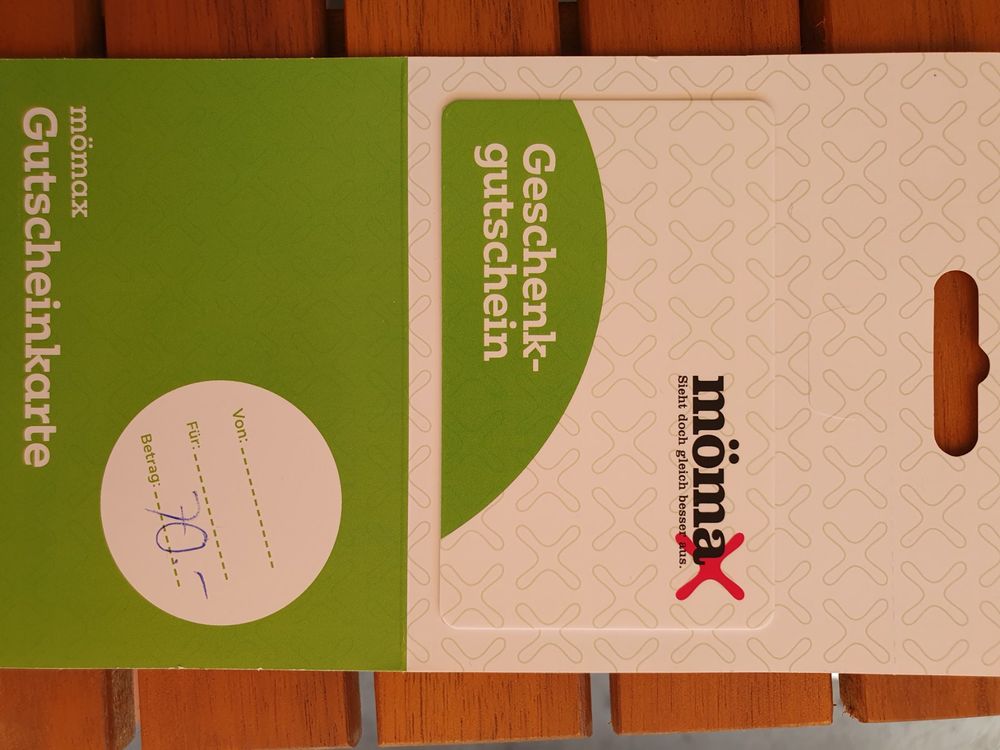 mömax
Sieht doch gleich besser aus.
Geschenk-
gutschein
Von:
Für:
Betrag: 70.-
mömax
Gutscheinkarte